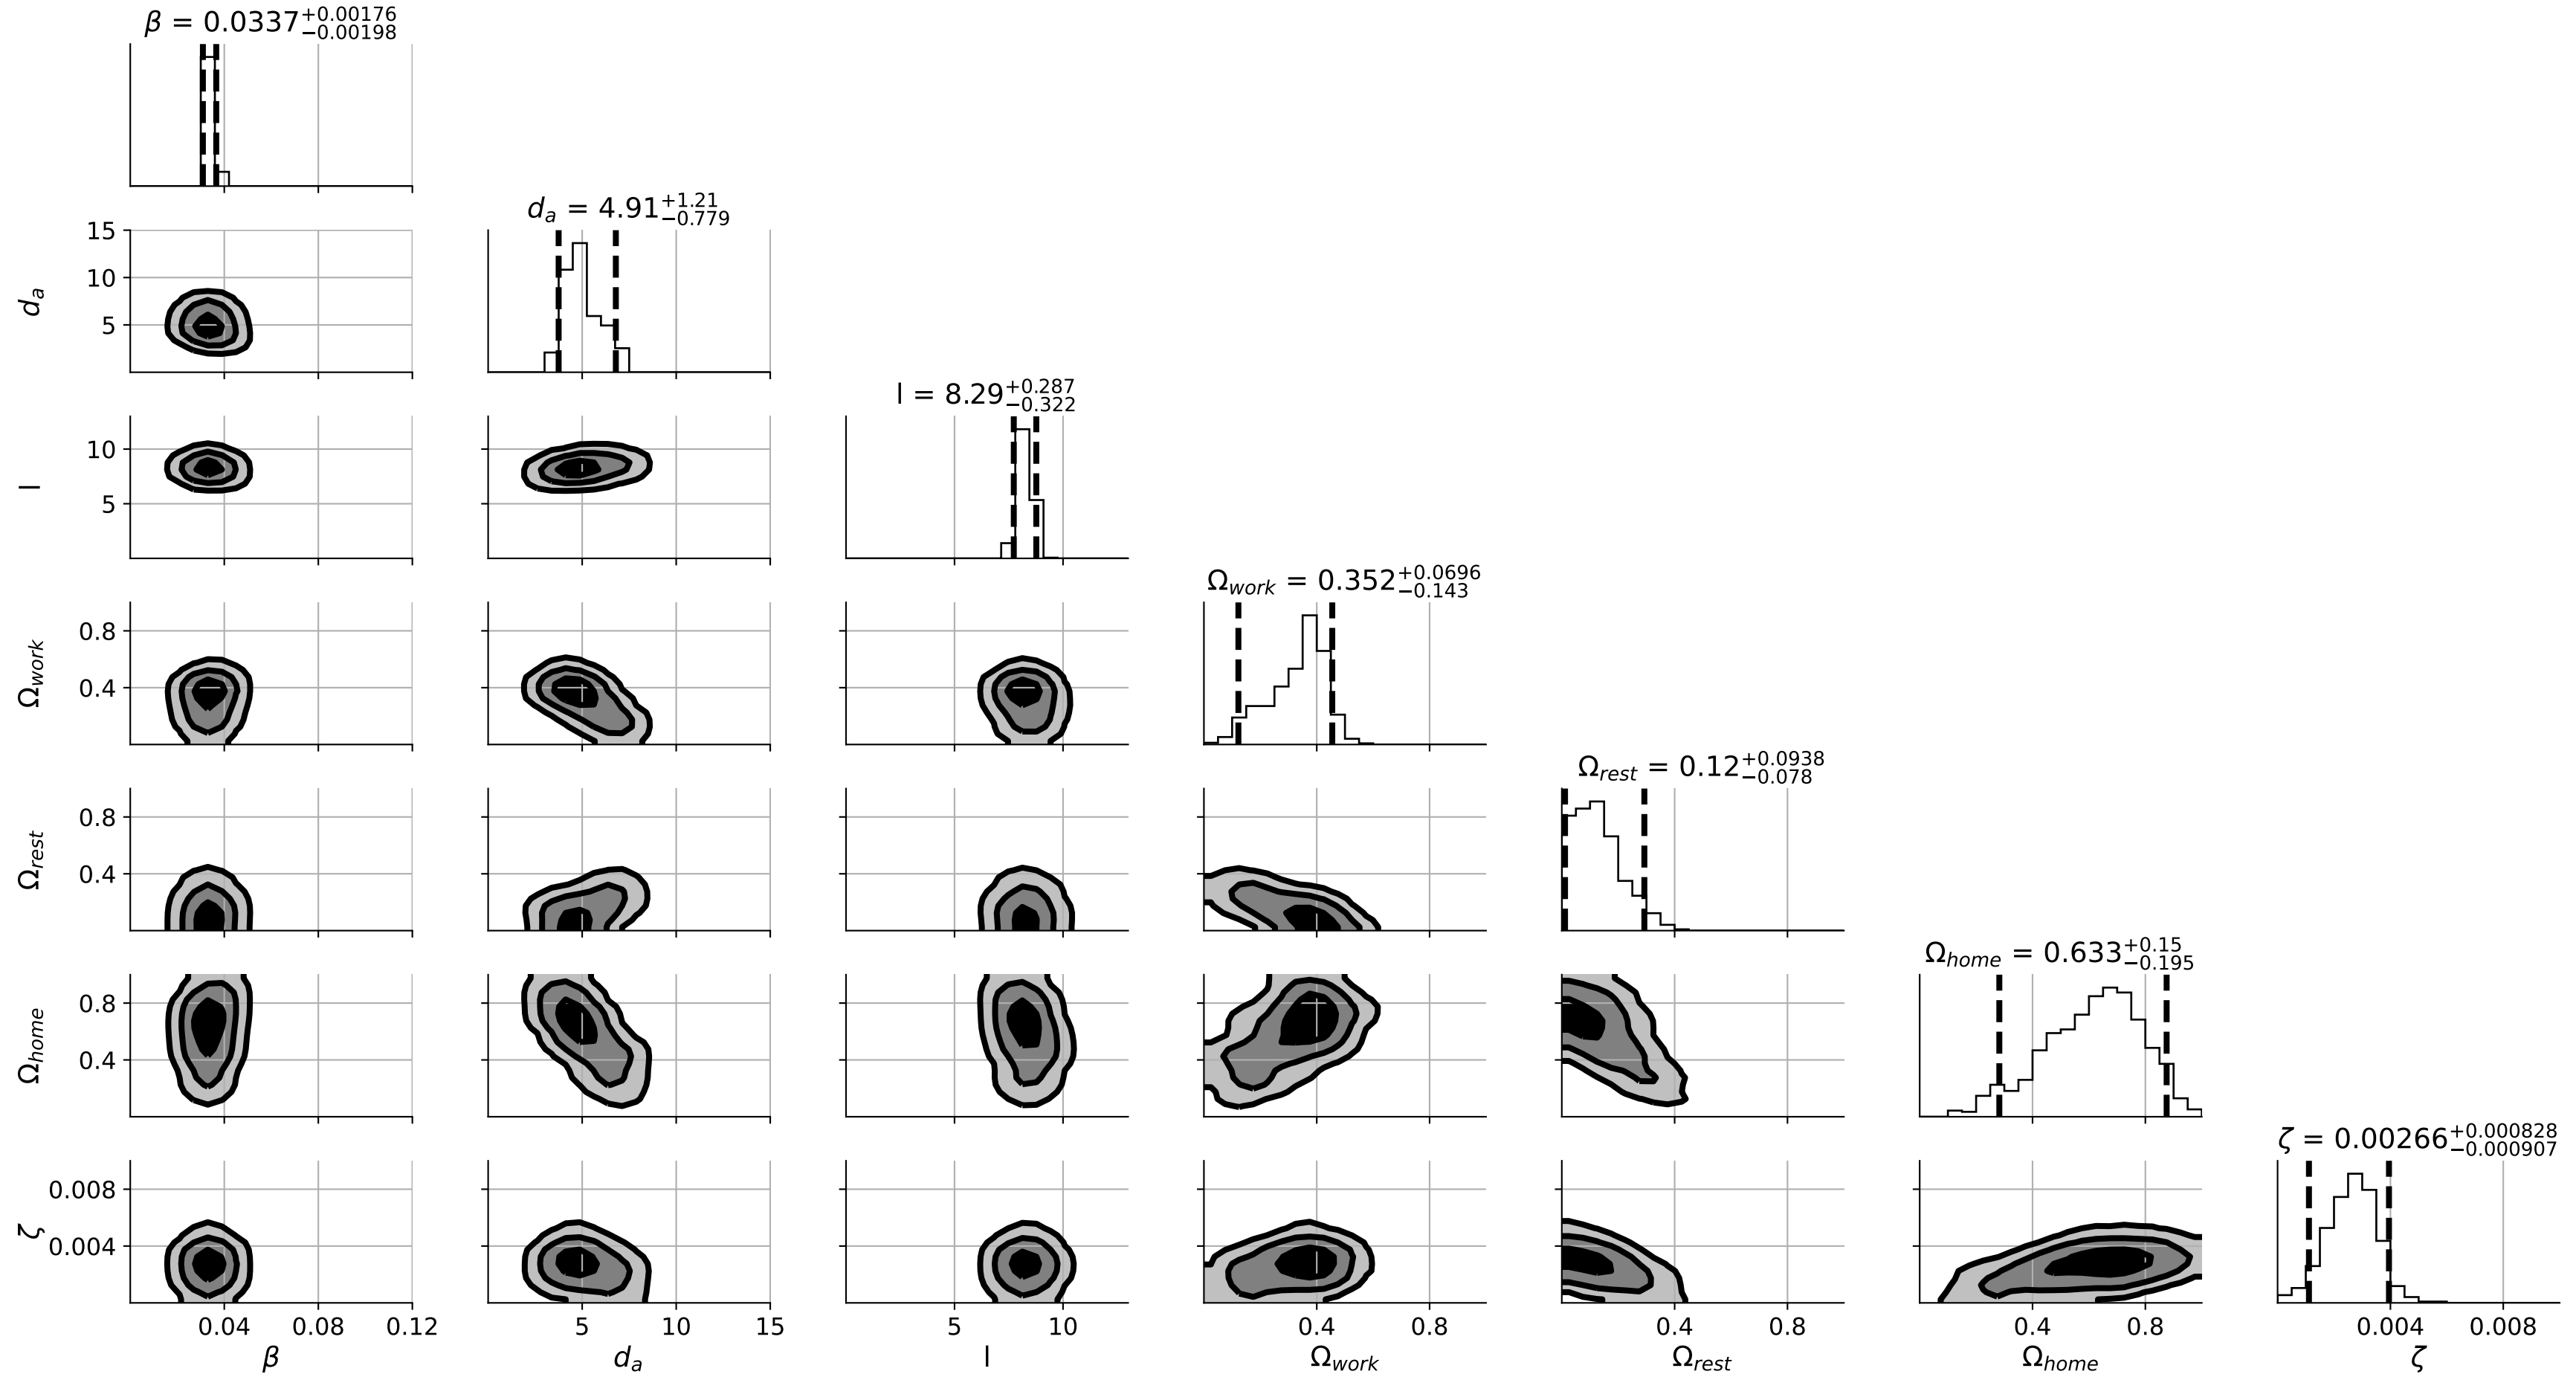 β = 0.0337 +0.00176 −0.00198
d_a = 4.91 +1.21 −0.779
15
10
5
d_a
l = 8.29 +0.287 −0.322
10
5
l
Ω_work = 0.352 +0.0696 −0.143
0.8
0.4
Ω_work
Ω_rest = 0.12 +0.0938 −0.078
0.8
0.4
Ω_rest
Ω_home = 0.633 +0.15 −0.195
0.8
0.4
Ω_home
ζ = 0.00266 +0.000828 −0.000907
0.008
0.004
ζ
0.04 0.08 0.12 5 10 15 5 10 0.4 0.8 0.4 0.8 0.4 0.8 0.004 0.008
β d_a l Ω_work Ω_rest Ω_home ζ